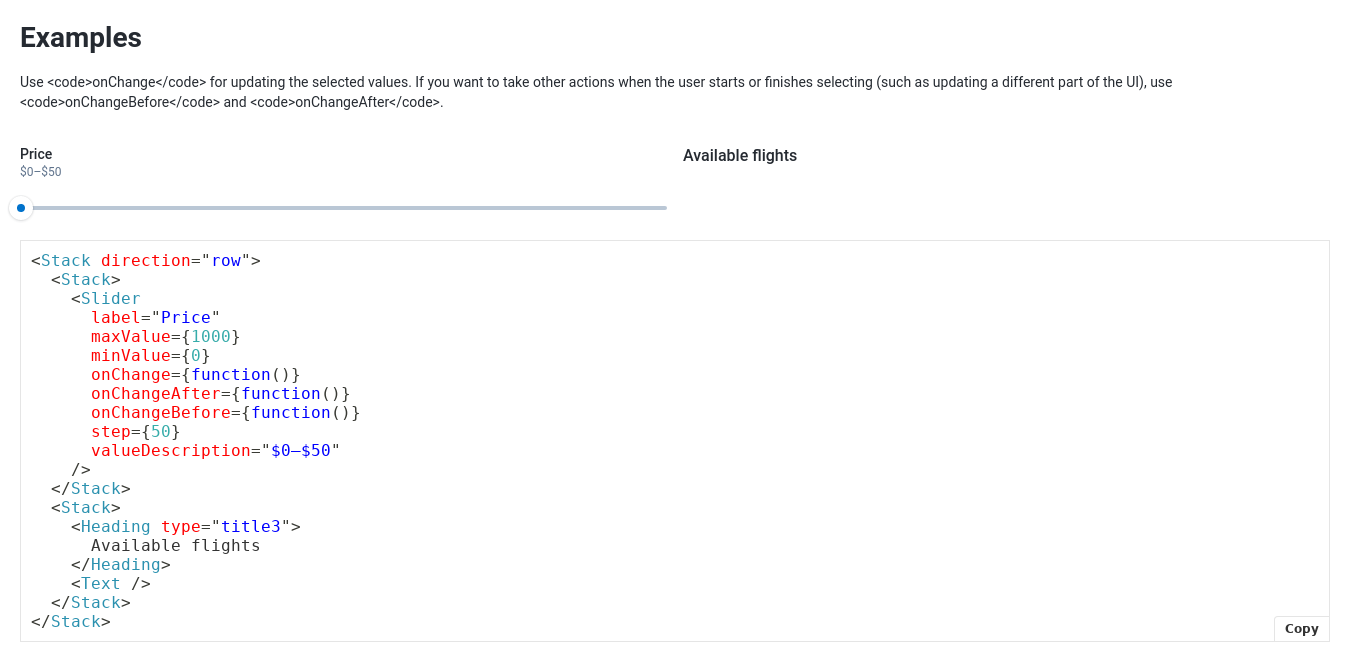 Examples
Use <code>onChange</code> for updating the selected values. If you want to take other actions when the user starts or finishes selecting (such as updating a different part of the UI), use
<code>onChangeBefore</code> and <code>onChangeAfter</code>.
Price
$0–$50
Available flights
<Stack direction="row">
  <Stack>
    <Slider
      label="Price"
      maxValue={1000}
      minValue={0}
      onChange={function()}
      onChangeAfter={function()}
      onChangeBefore={function()}
      step={50}
      valueDescription="$0–$50"
    />
  </Stack>
  <Stack>
    <Heading type="title3">
      Available flights
    </Heading>
    <Text />
  </Stack>
</Stack>
Copy